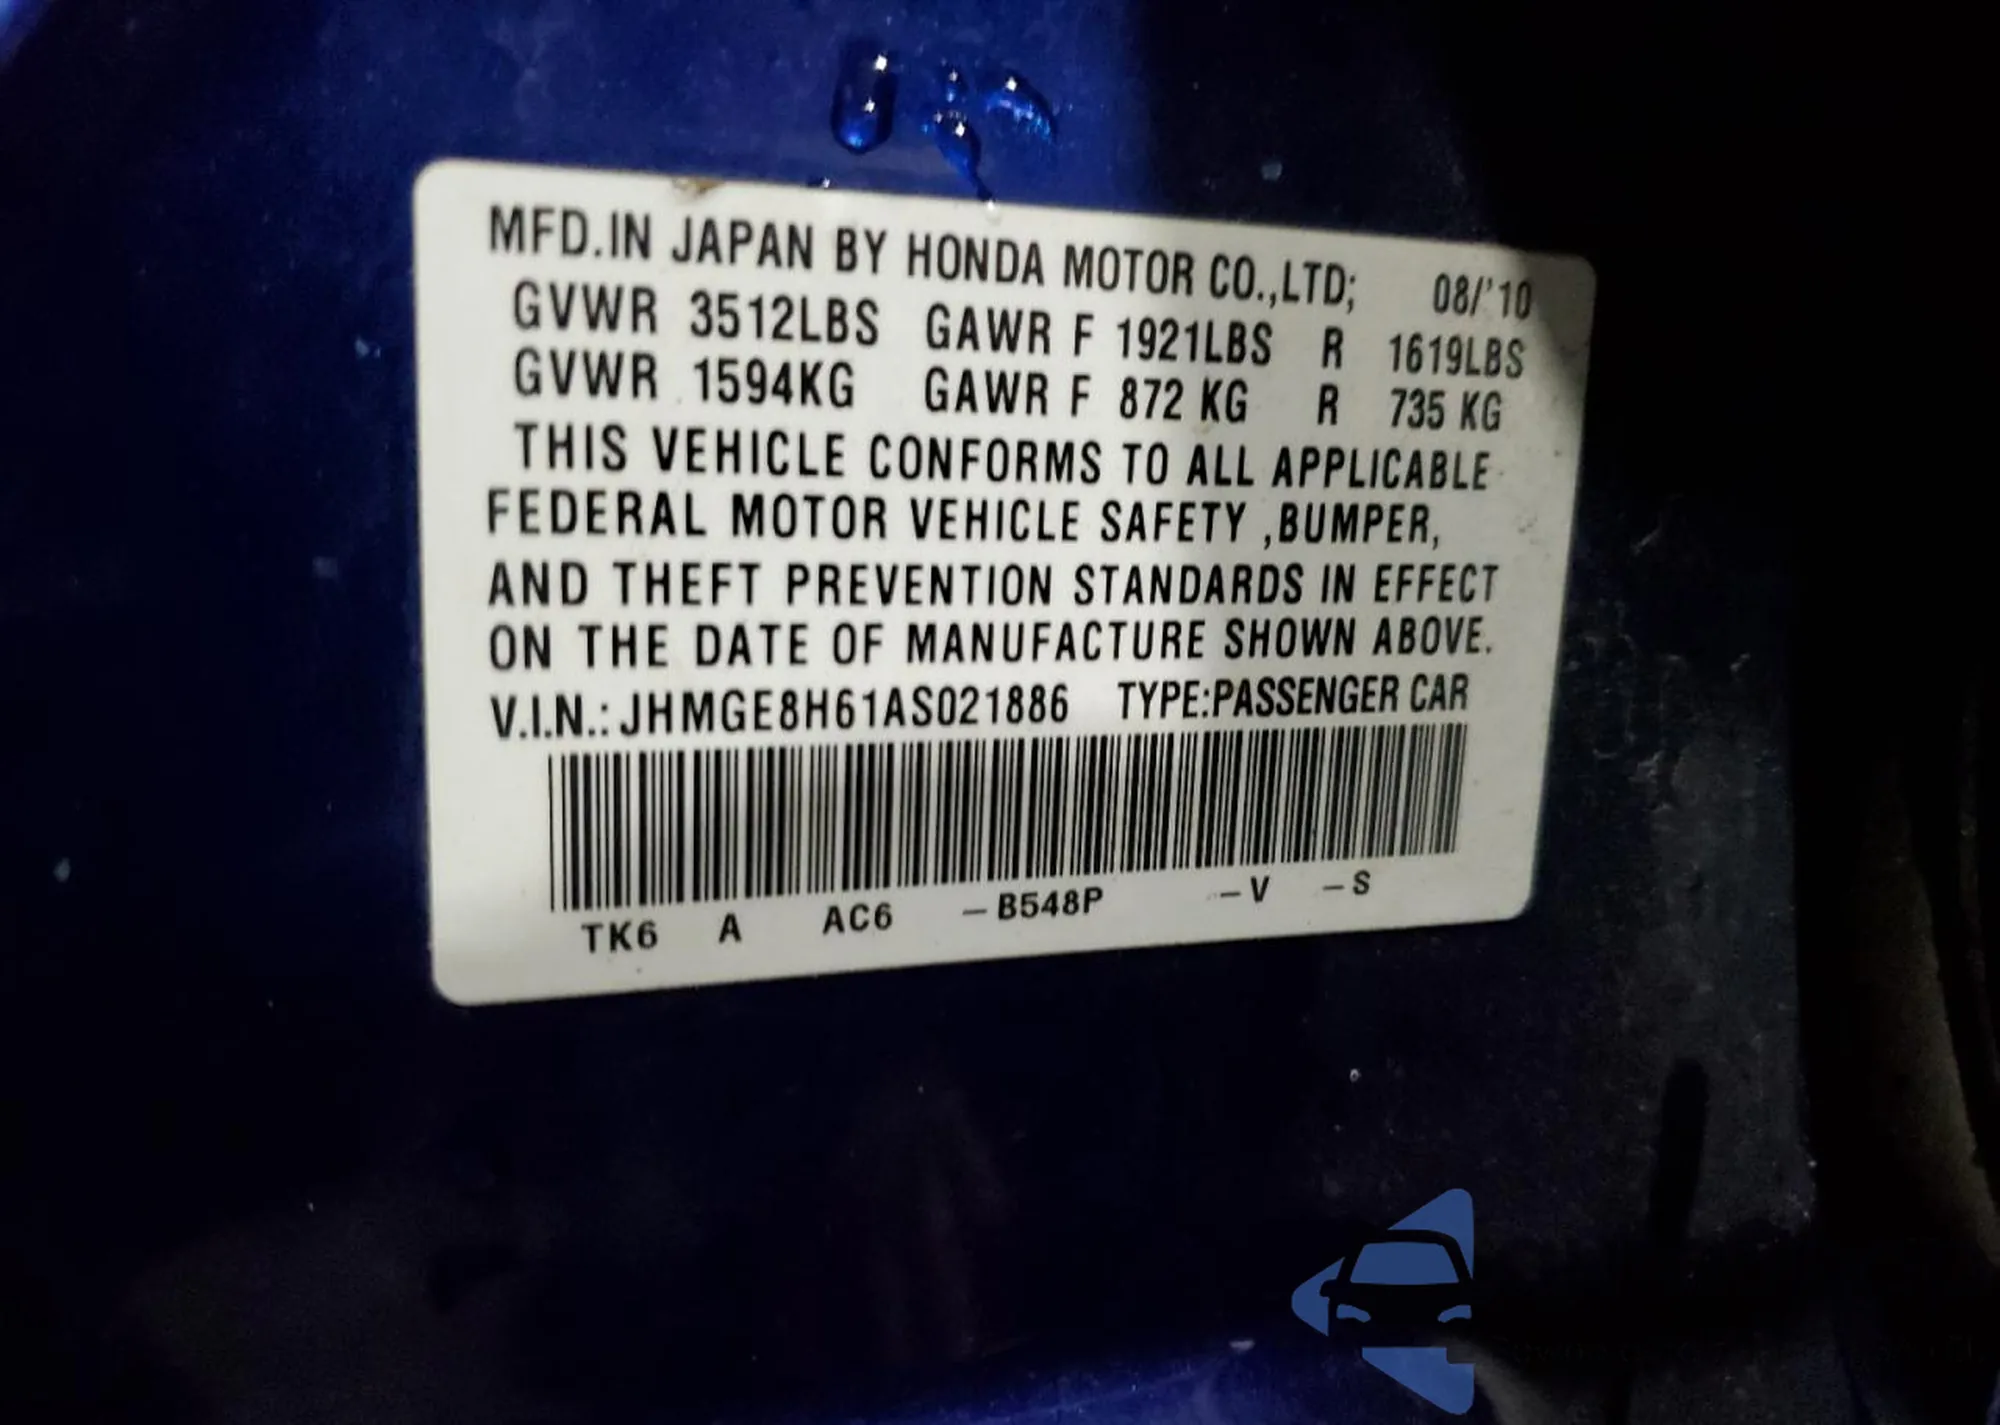 MFD.IN JAPAN BY HONDA MOTOR CO.,LTD; 08/'10
GVWR 3512LBS GAWR F 1921LBS R 1619LBS
GVWR 1594KG GAWR F 872 KG R 735 KG
THIS VEHICLE CONFORMS TO ALL APPLICABLE
FEDERAL MOTOR VEHICLE SAFETY ,BUMPER,
AND THEFT PREVENTION STANDARDS IN EFFECT
ON THE DATE OF MANUFACTURE SHOWN ABOVE.
V.I.N.: JHMGE8H61AS021886 TYPE:PASSENGER CAR
TK6 A AC6 –B548P –V –S